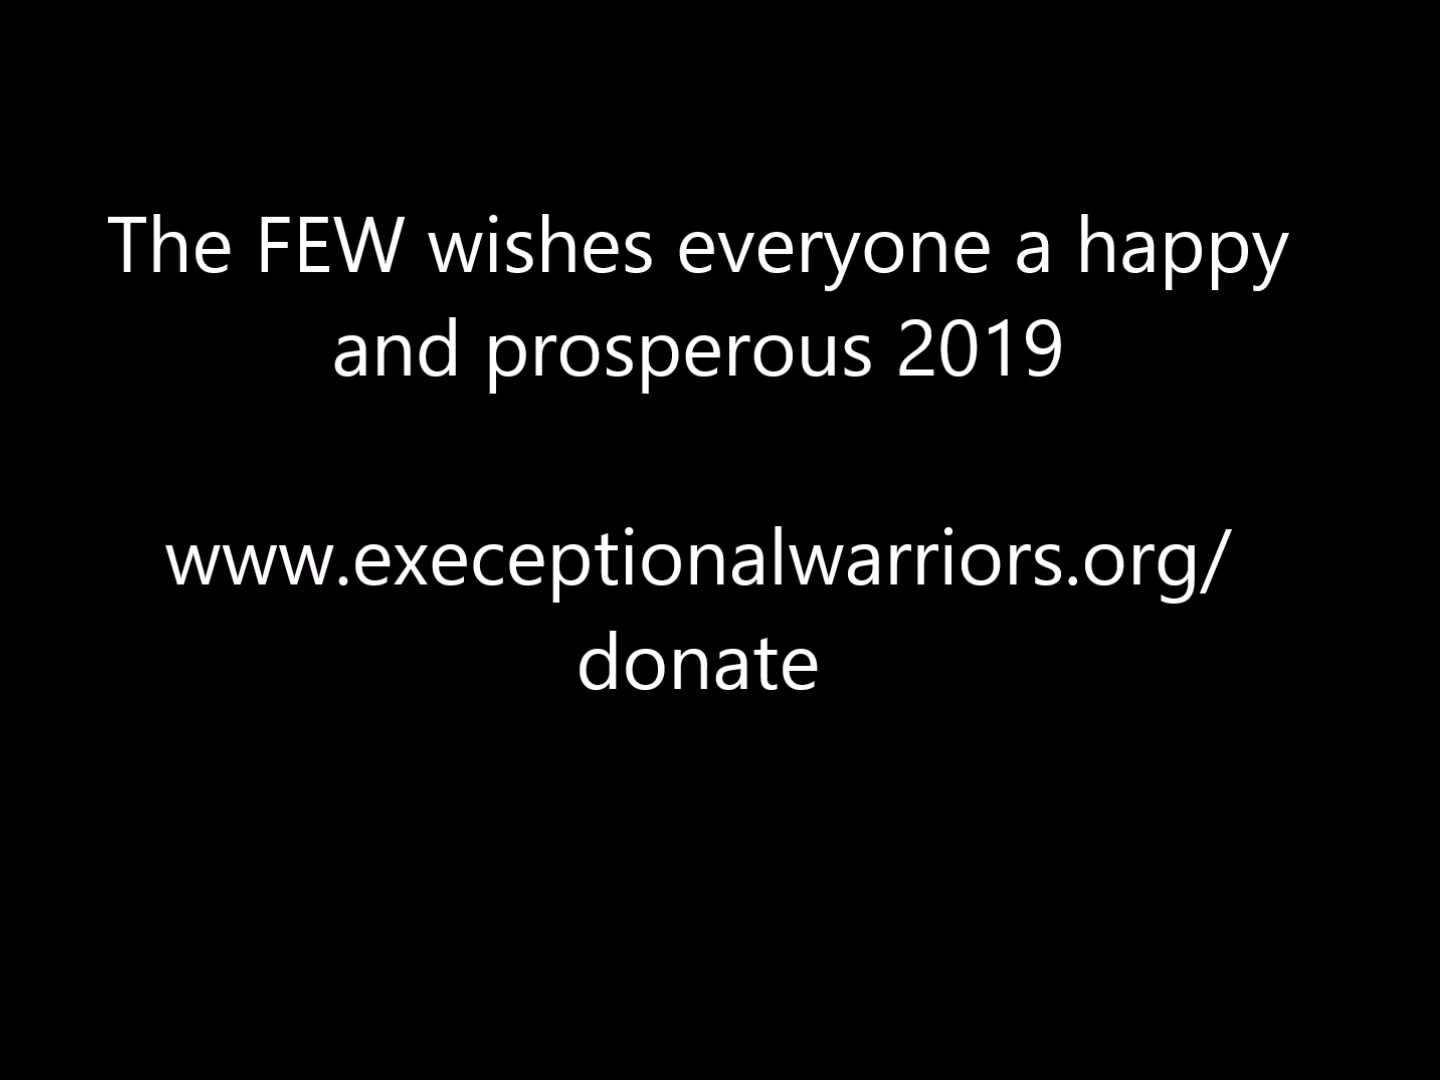 The FEW wishes everyone a happy
and prosperous 2019
www.execeptionalwarriors.org/
donate